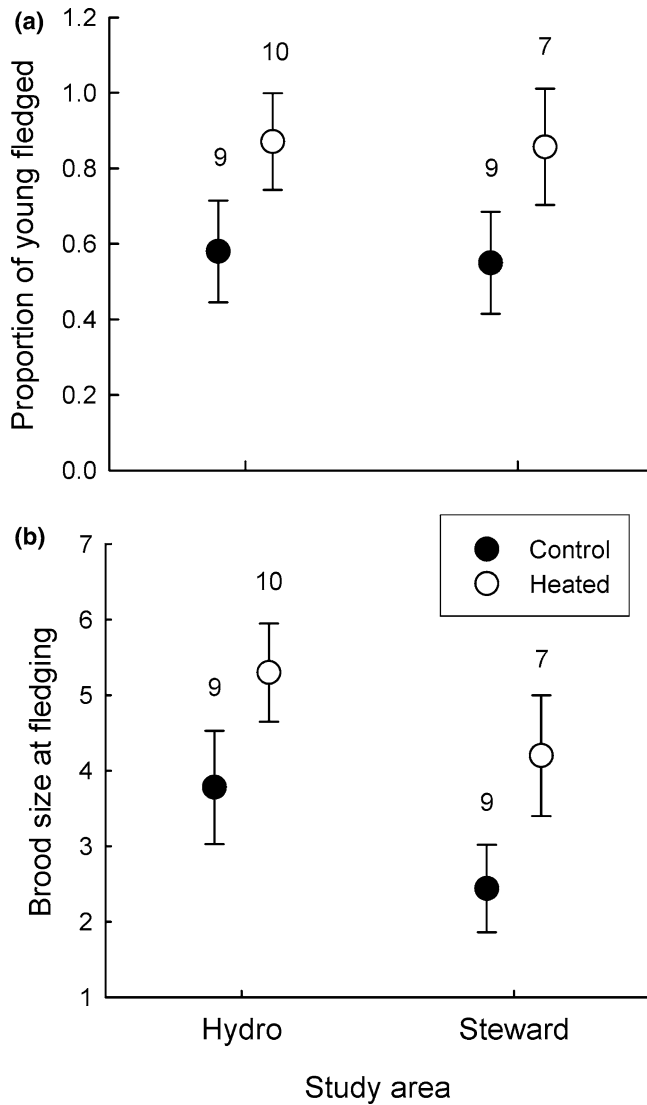 (a)
Proportion of young fledged
1.2
1.0
0.8
0.6
0.4
0.2
0.0
9
10
9
7
(b)
Brood size at fledging
7
6
5
4
3
2
1
9
10
9
7
Control
Heated
Hydro
Steward
Study area